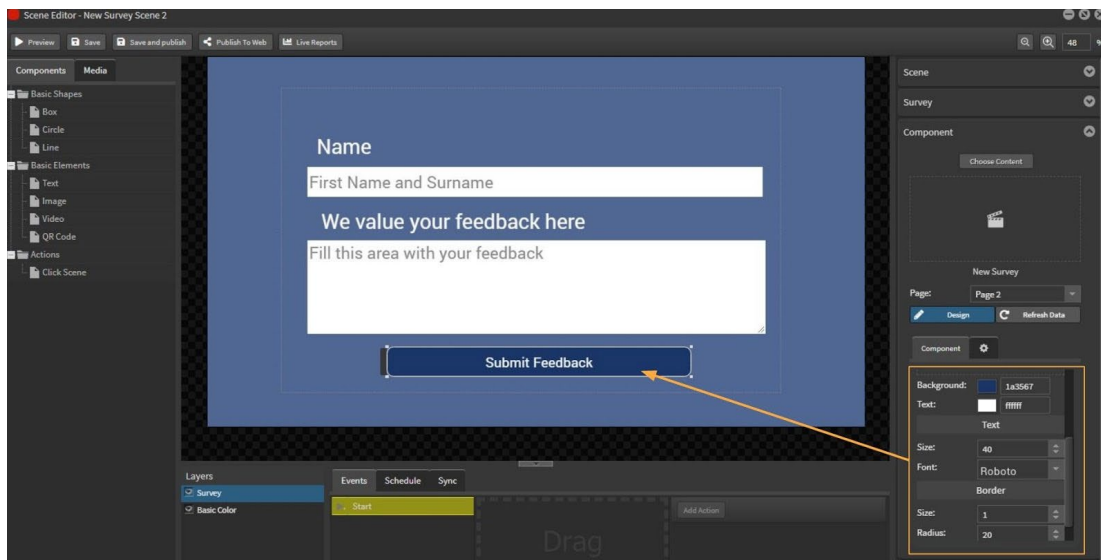 Scene Editor - New Survey Scene 2
Preview Save Save and publish Publish To Web Live Reports 48 %
Components Media
Basic Shapes
Box
Circle
Line
Basic Elements
Text
Image
Video
QR Code
Actions
Click Scene
Name
First Name and Surname
We value your feedback here
Fill this area with your feedback
Submit Feedback
Layers
Survey
Basic Color
Events Schedule Sync
Start
Drag
Add Action
Scene
Survey
Component
Choose Content
New Survey
Page: Page 2
Design Refresh Data
Component
Background: 1a3567
Text: ffffff
Text
Size: 40
Font: Roboto
Border
Size: 1
Radius: 20